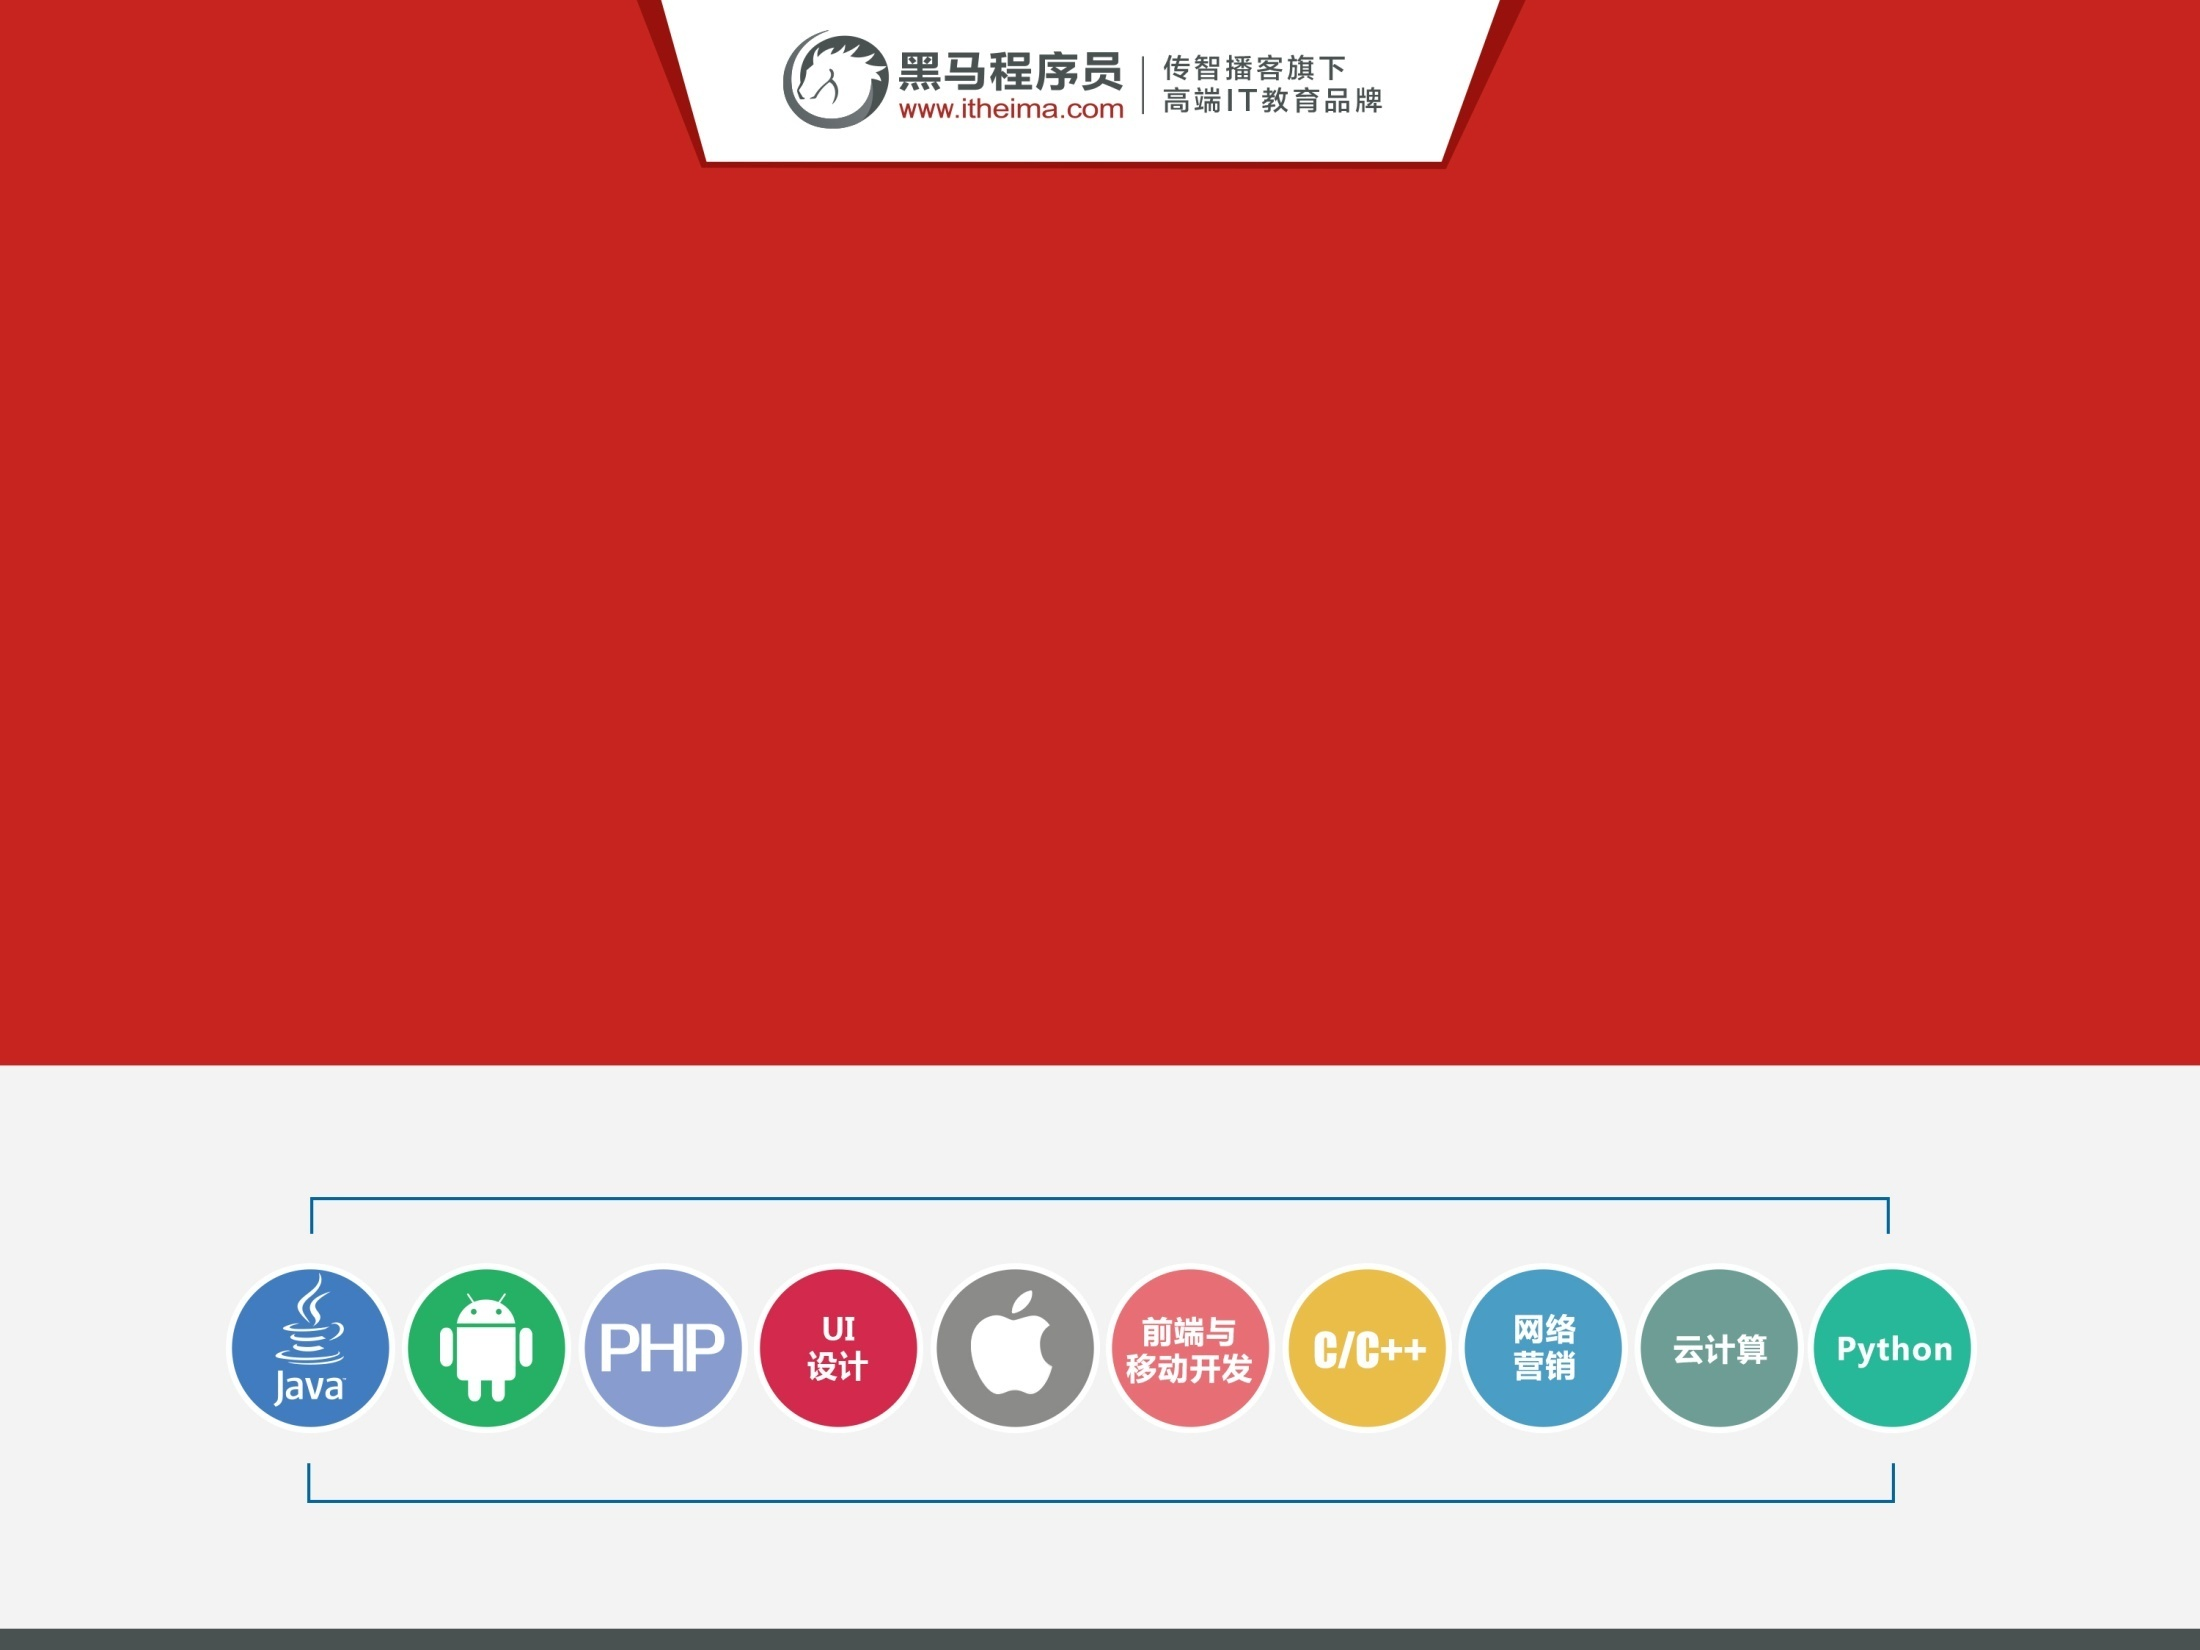 黑马程序员
www.itheima.com
传智播客旗下
高端IT教育品牌
Java
PHP
UI
设计
前端与
移动开发
C/C++
网络
营销
云计算
Python